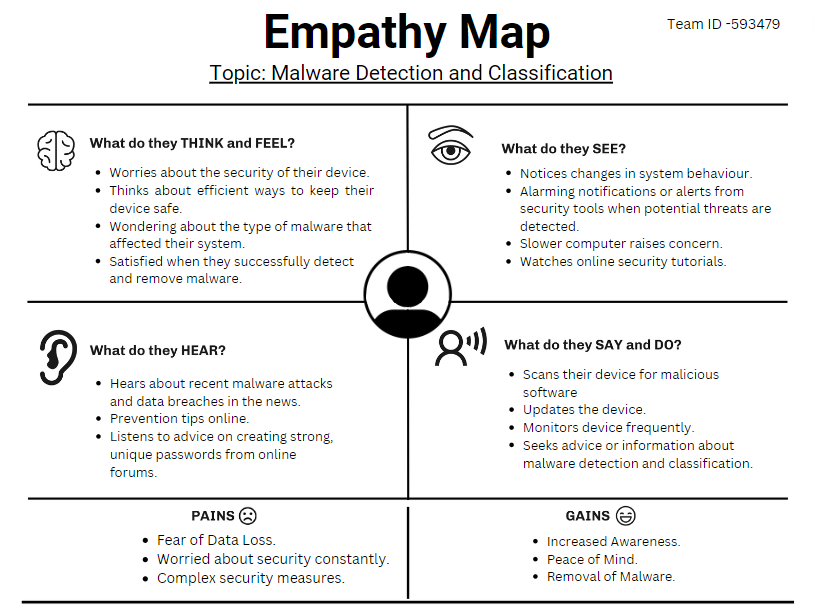 Empathy Map
Team ID -593479
Topic: Malware Detection and Classification
What do they THINK and FEEL?
• Worries about the security of their device.
• Thinks about efficient ways to keep their
device safe.
• Wondering about the type of malware that
affected their system.
• Satisfied when they successfully detect
and remove malware.
What do they SEE?
• Notices changes in system behaviour.
• Alarming notifications or alerts from
security tools when potential threats are
detected.
• Slower computer raises concern.
• Watches online security tutorials.
What do they HEAR?
• Hears about recent malware attacks
and data breaches in the news.
• Prevention tips online.
• Listens to advice on creating strong,
unique passwords from online
forums.
What do they SAY and DO?
• Scans their device for malicious
software
• Updates the device.
• Monitors device frequently.
• Seeks advice or information about
malware detection and classification.
PAINS
• Fear of Data Loss.
• Worried about security constantly.
• Complex security measures.
GAINS
• Increased Awareness.
• Peace of Mind.
• Removal of Malware.